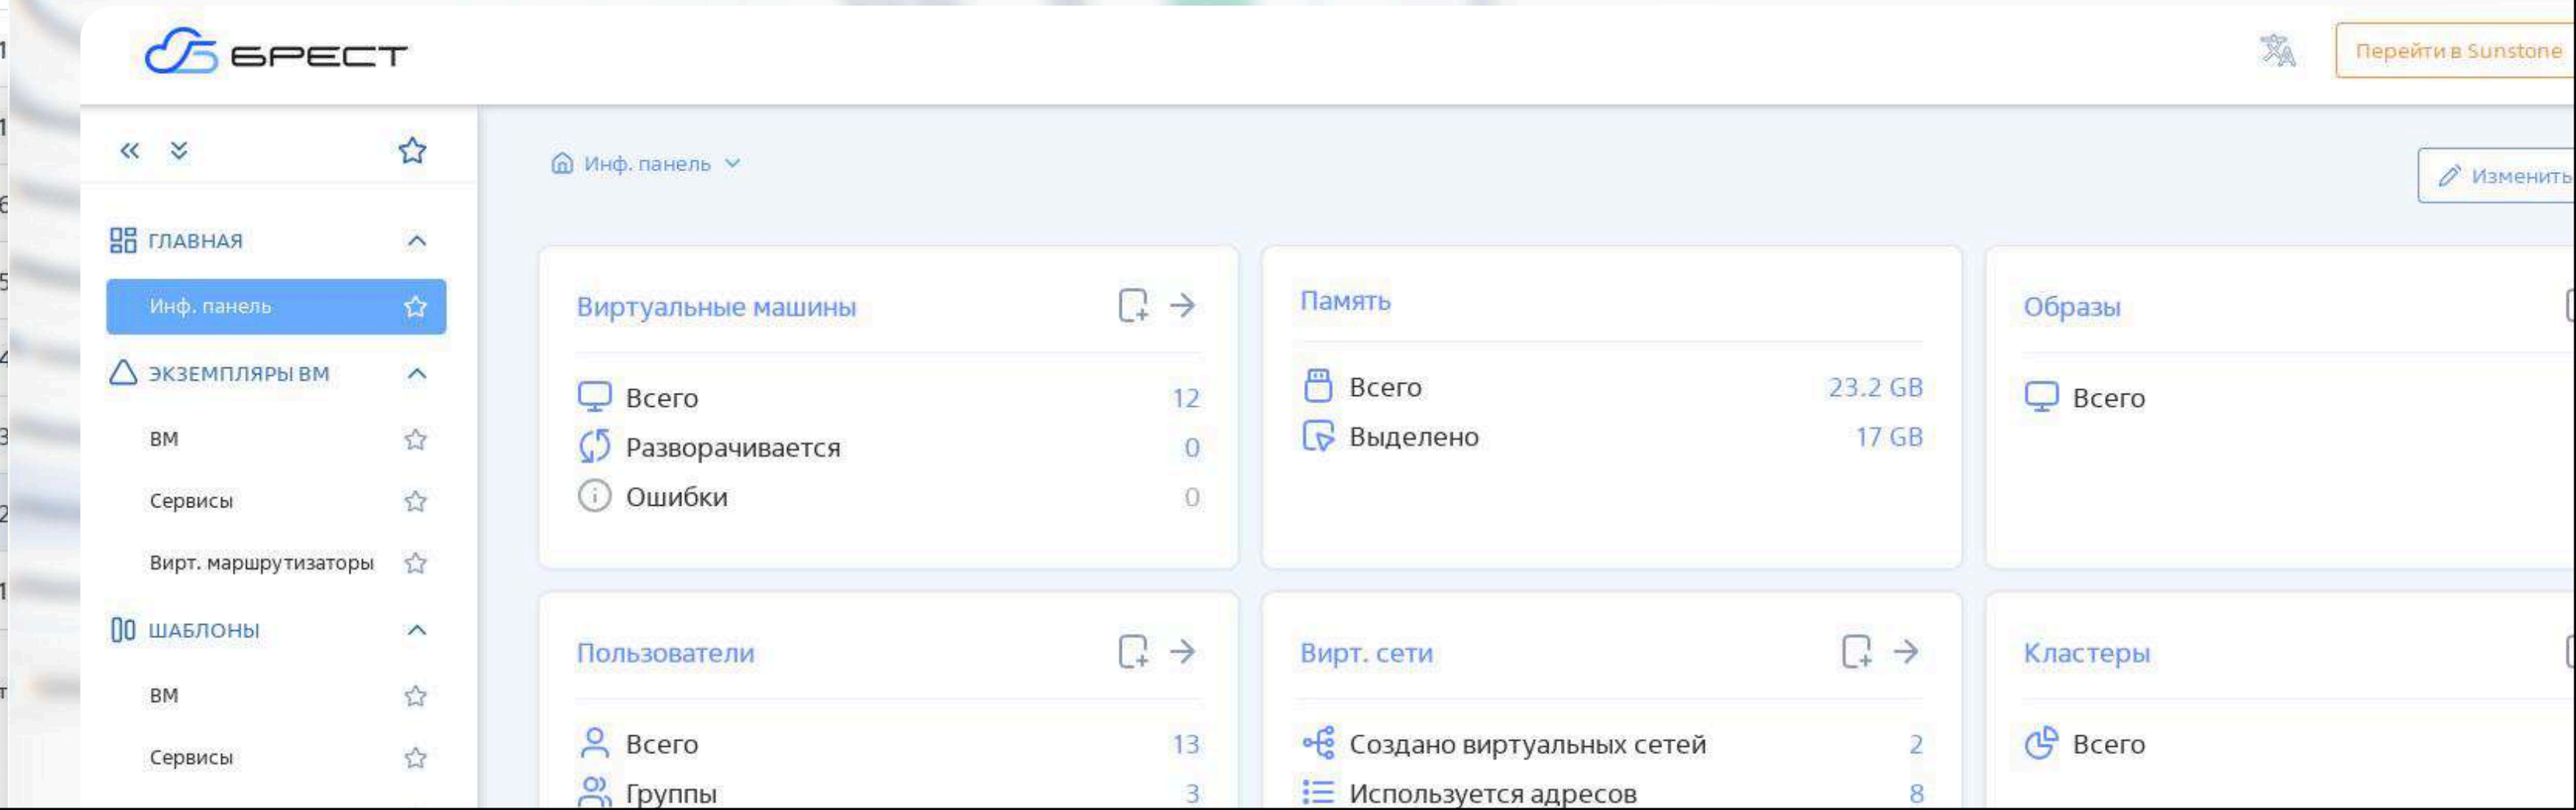 БРЕСТ
Перейти в Sunstone
Инф. панель
Изменить
ГЛАВНАЯ
Инф. панель
ЭКЗЕМПЛЯРЫ ВМ
ВМ
Сервисы
Вирт. маршрутизаторы
ШАБЛОНЫ
ВМ
Сервисы
Виртуальные машины
Всего 12
Разворачивается 0
Ошибки 0
Память
Всего 23.2 GB
Выделено 17 GB
Образы
Всего
Пользователи
Всего 13
Группы 3
Вирт. сети
Создано виртуальных сетей 2
Используется адресов 8
Кластеры
Всего